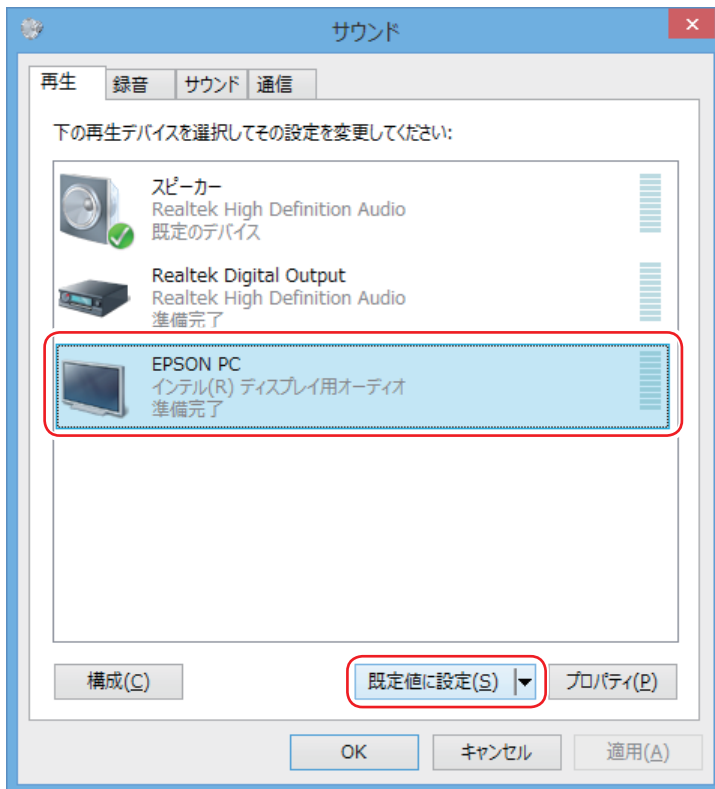 サウンド
再生 録音 サウンド 通信
下の再生デバイスを選択してその設定を変更してください:
スピーカー
Realtek High Definition Audio
既定のデバイス
Realtek Digital Output
Realtek High Definition Audio
準備完了
EPSON PC
インテル(R) ディスプレイ用オーディオ
準備完了
構成(C) 既定値に設定(S) プロパティ(P)
OK キャンセル 適用(A)